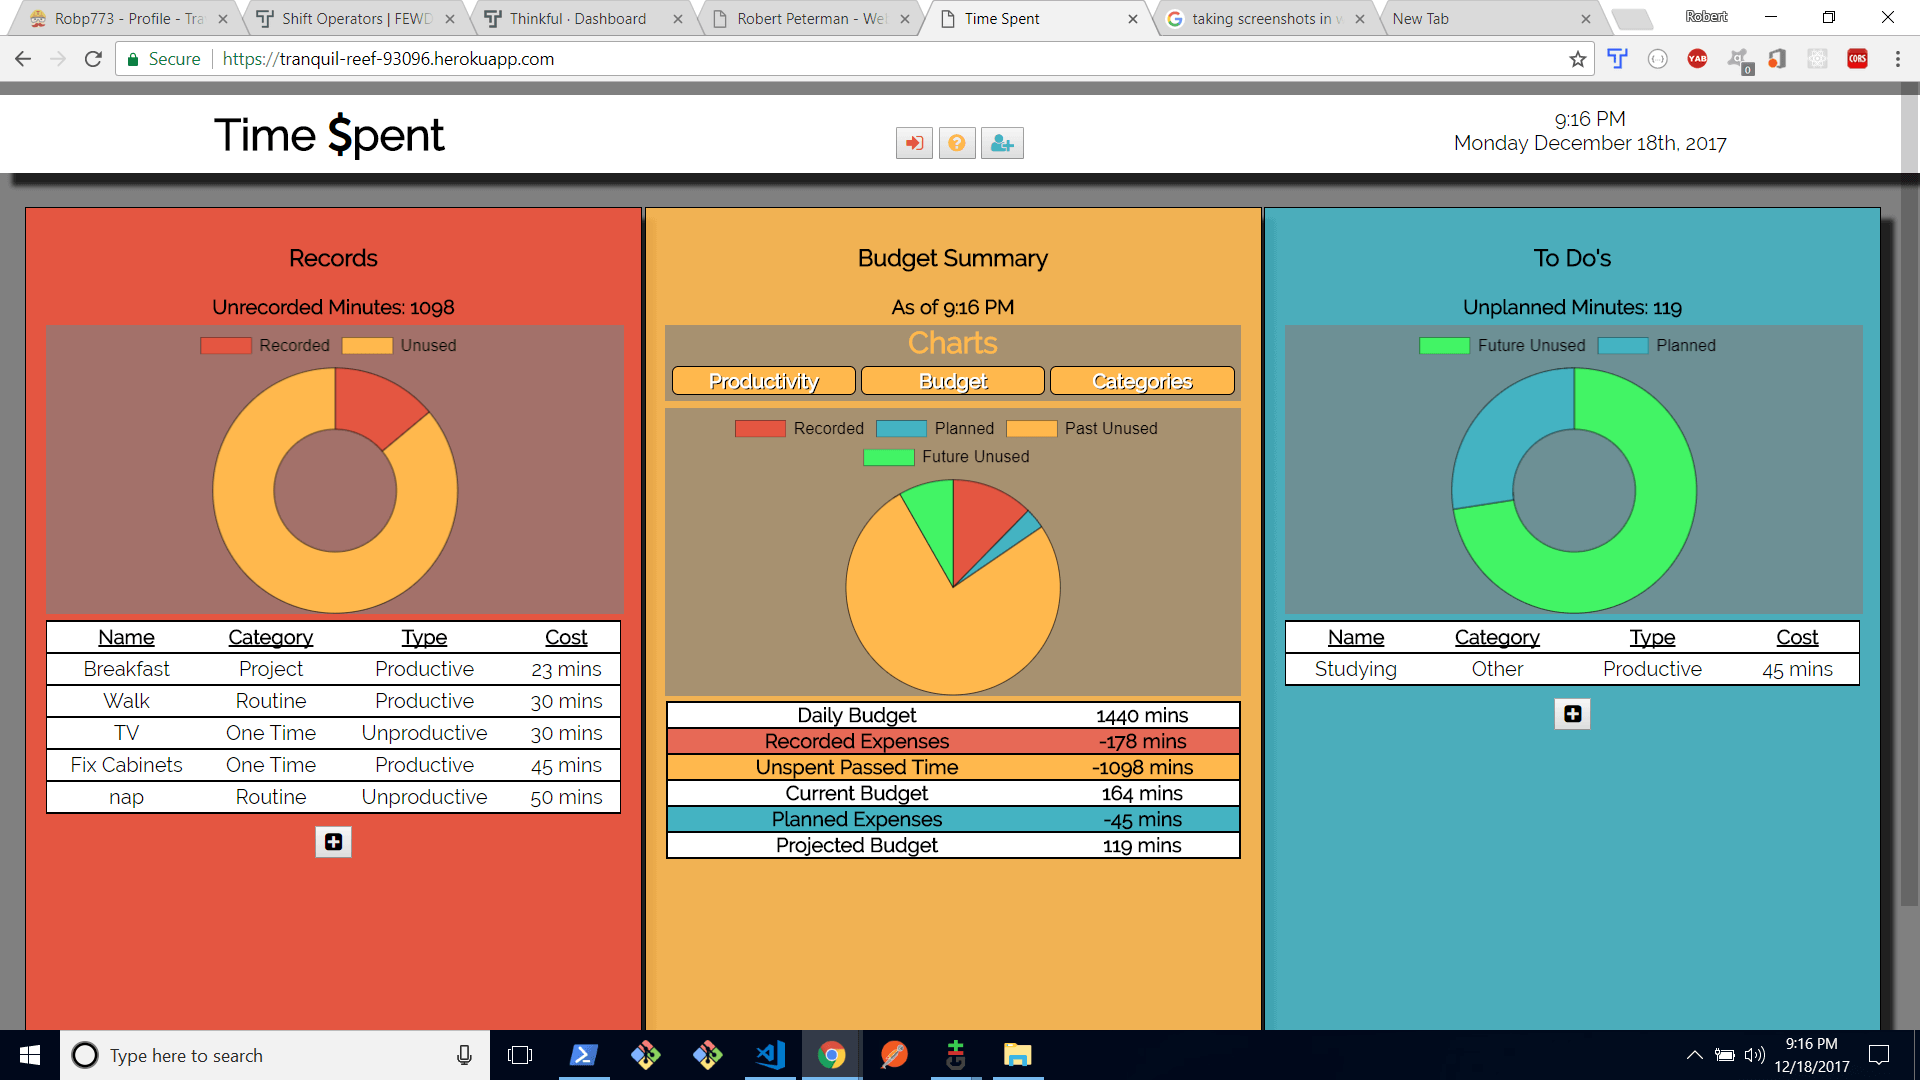 Robp773 - Profile - Tra
Shift Operators | FEWD
Thinkful · Dashboard
Robert Peterman - Web
Time Spent
taking screenshots in w
New Tab
Robert
Secure
https://tranquil-reef-93096.herokuapp.com
YAB
0
CORS
Time $pent
9:16 PM
Monday December 18th, 2017
Records
Unrecorded Minutes: 1098
Recorded Unused
Name Category Type Cost
Breakfast Project Productive 23 mins
Walk Routine Productive 30 mins
TV One Time Unproductive 30 mins
Fix Cabinets One Time Productive 45 mins
nap Routine Unproductive 50 mins
Budget Summary
As of 9:16 PM
Charts
Productivity Budget Categories
Recorded Planned Past Unused
Future Unused
Daily Budget 1440 mins
Recorded Expenses -178 mins
Unspent Passed Time -1098 mins
Current Budget 164 mins
Planned Expenses -45 mins
Projected Budget 119 mins
To Do's
Unplanned Minutes: 119
Future Unused Planned
Name Category Type Cost
Studying Other Productive 45 mins
Type here to search
9:16 PM
12/18/2017